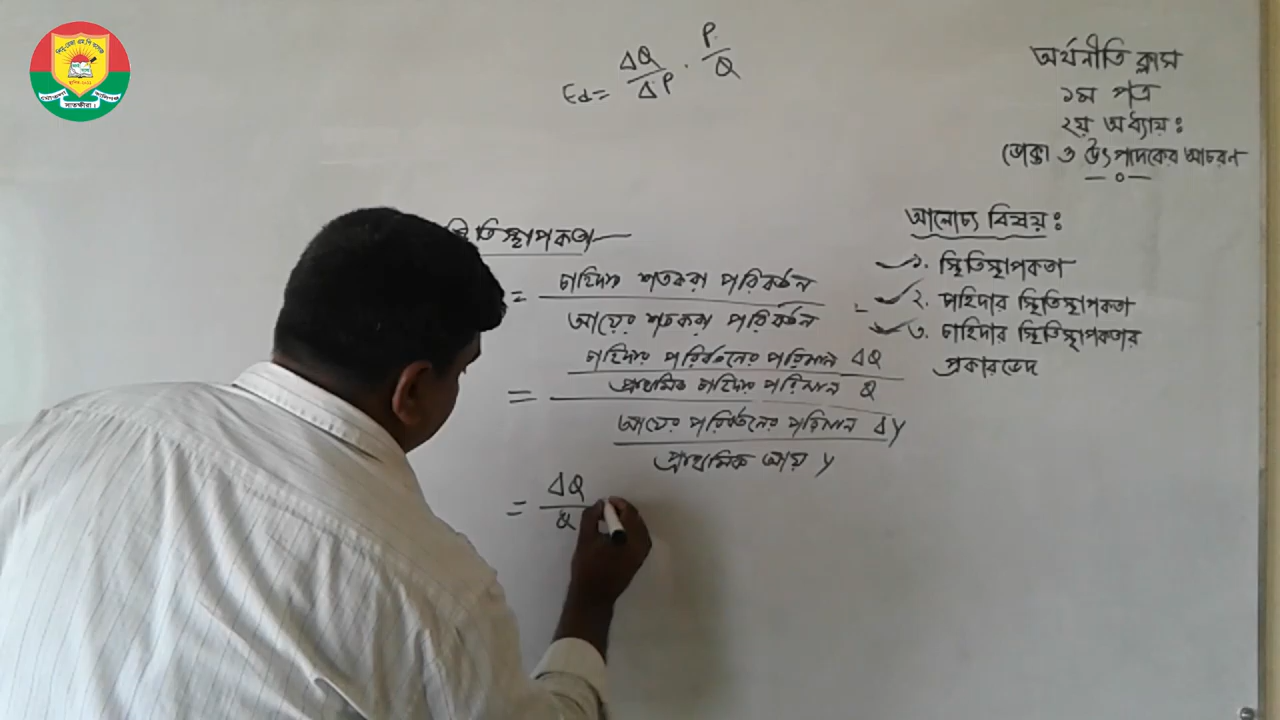 Ed = ΔQ/ΔP · P/Q
অর্থনীতি ক্লাস
১ম পত্র
২য় অধ্যায়ঃ
ভোক্তা ও উৎপাদকের আচরণ
আলোচ্য বিষয়ঃ
১. স্থিতিস্থাপকতা
২. চাহিদার স্থিতিস্থাপকতা
৩. চাহিদার স্থিতিস্থাপকতার
প্রকারভেদ
স্থিতিস্থাপকতা—
= চাহিদার শতকরা পরিবর্তন
আয়ের শতকরা পরিবর্তন
= চাহিদার পরিবর্তনের পরিমান ΔQ
প্রাথমিক চাহিদার পরিমান Q
আয়ের পরিবর্তনের পরিমান ΔY
প্রাথমিক আয় Y
= ΔQ/Q